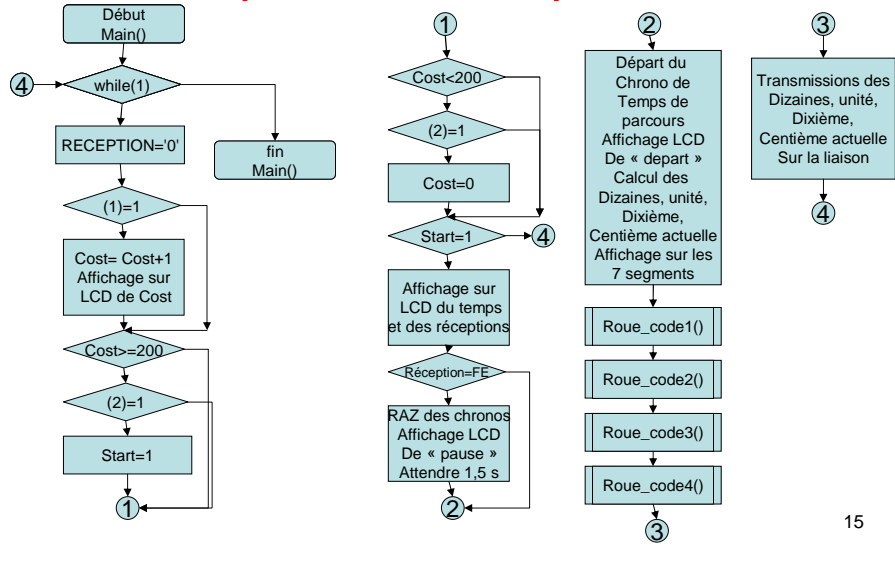 Début
Main()
4
while(1)
RECEPTION='0'
fin
Main()
(1)=1
Cost= Cost+1
Affichage sur
LCD de Cost
Cost>=200
(2)=1
Start=1
1
1
Cost<200
(2)=1
Cost=0
Start=1
4
Affichage sur
LCD du temps
et des réceptions
Réception=FE
RAZ des chronos
Affichage LCD
De « pause »
Attendre 1,5 s
2
2
Départ du
Chrono de
Temps de
parcours
Affichage LCD
De « depart »
Calcul des
Dizaines, unité,
Dixième,
Centième actuelle
Affichage sur les
7 segments
Roue_code1()
Roue_code2()
Roue_code3()
Roue_code4()
3
3
Transmissions des
Dizaines, unité,
Dixième,
Centième actuelle
Sur la liaison
4
15